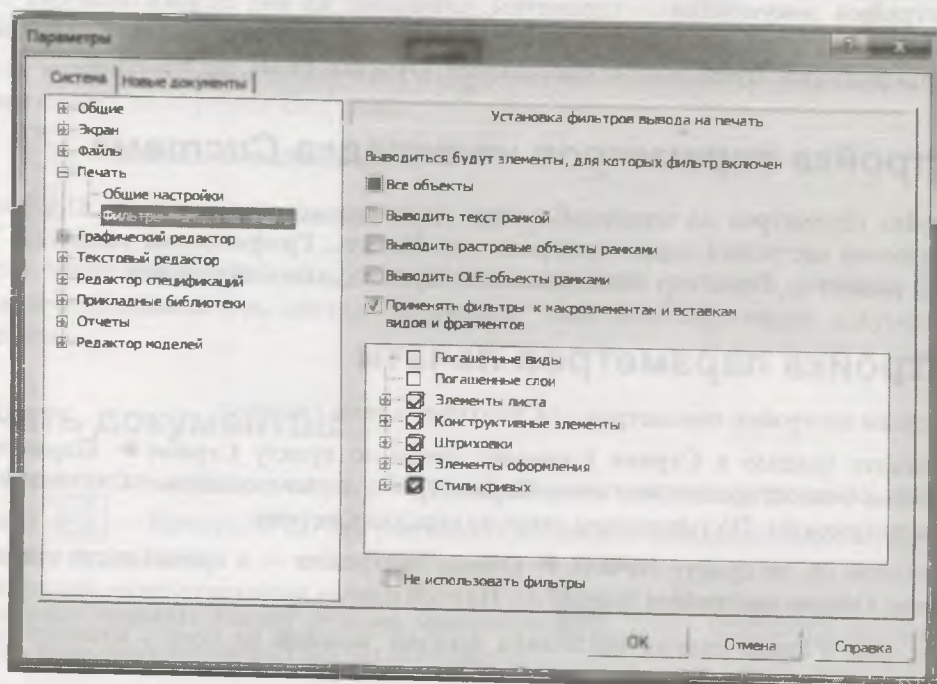 Параметры
Система
Новые документы
Общие
Экран
Файлы
Печать
Общие настройки
Фильтры
Графический редактор
Текстовый редактор
Редактор спецификаций
Прикладные библиотеки
Отчеты
Редактор моделей
Установка фильтров вывода на печать
Выводиться будут элементы, для которых фильтр включен
Все объекты
Выводить текст рамкой
Выводить растровые объекты рамками
Выводить OLE-объекты рамками
Применять фильтры к макроэлементам и вставкам
видов и фрагментов
Погашенные виды
Погашенные слои
Элементы листа
Конструктивные элементы
Штриховки
Элементы оформления
Стили кривых
Не использовать фильтры
OK
Отмена
Справка